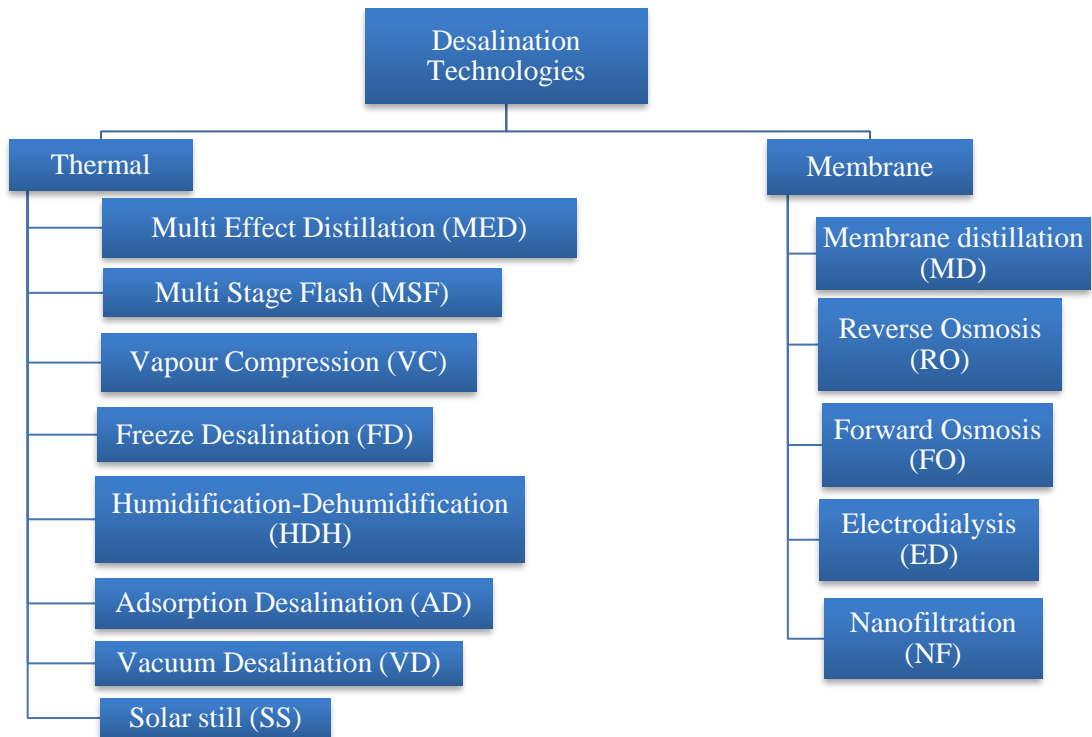 Desalination
Technologies
Thermal
Multi Effect Distillation (MED)
Multi Stage Flash (MSF)
Vapour Compression (VC)
Freeze Desalination (FD)
Humidification-Dehumidification
(HDH)
Adsorption Desalination (AD)
Vacuum Desalination (VD)
Solar still (SS)
Membrane
Membrane distillation
(MD)
Reverse Osmosis
(RO)
Forward Osmosis
(FO)
Electrodialysis
(ED)
Nanofiltration
(NF)